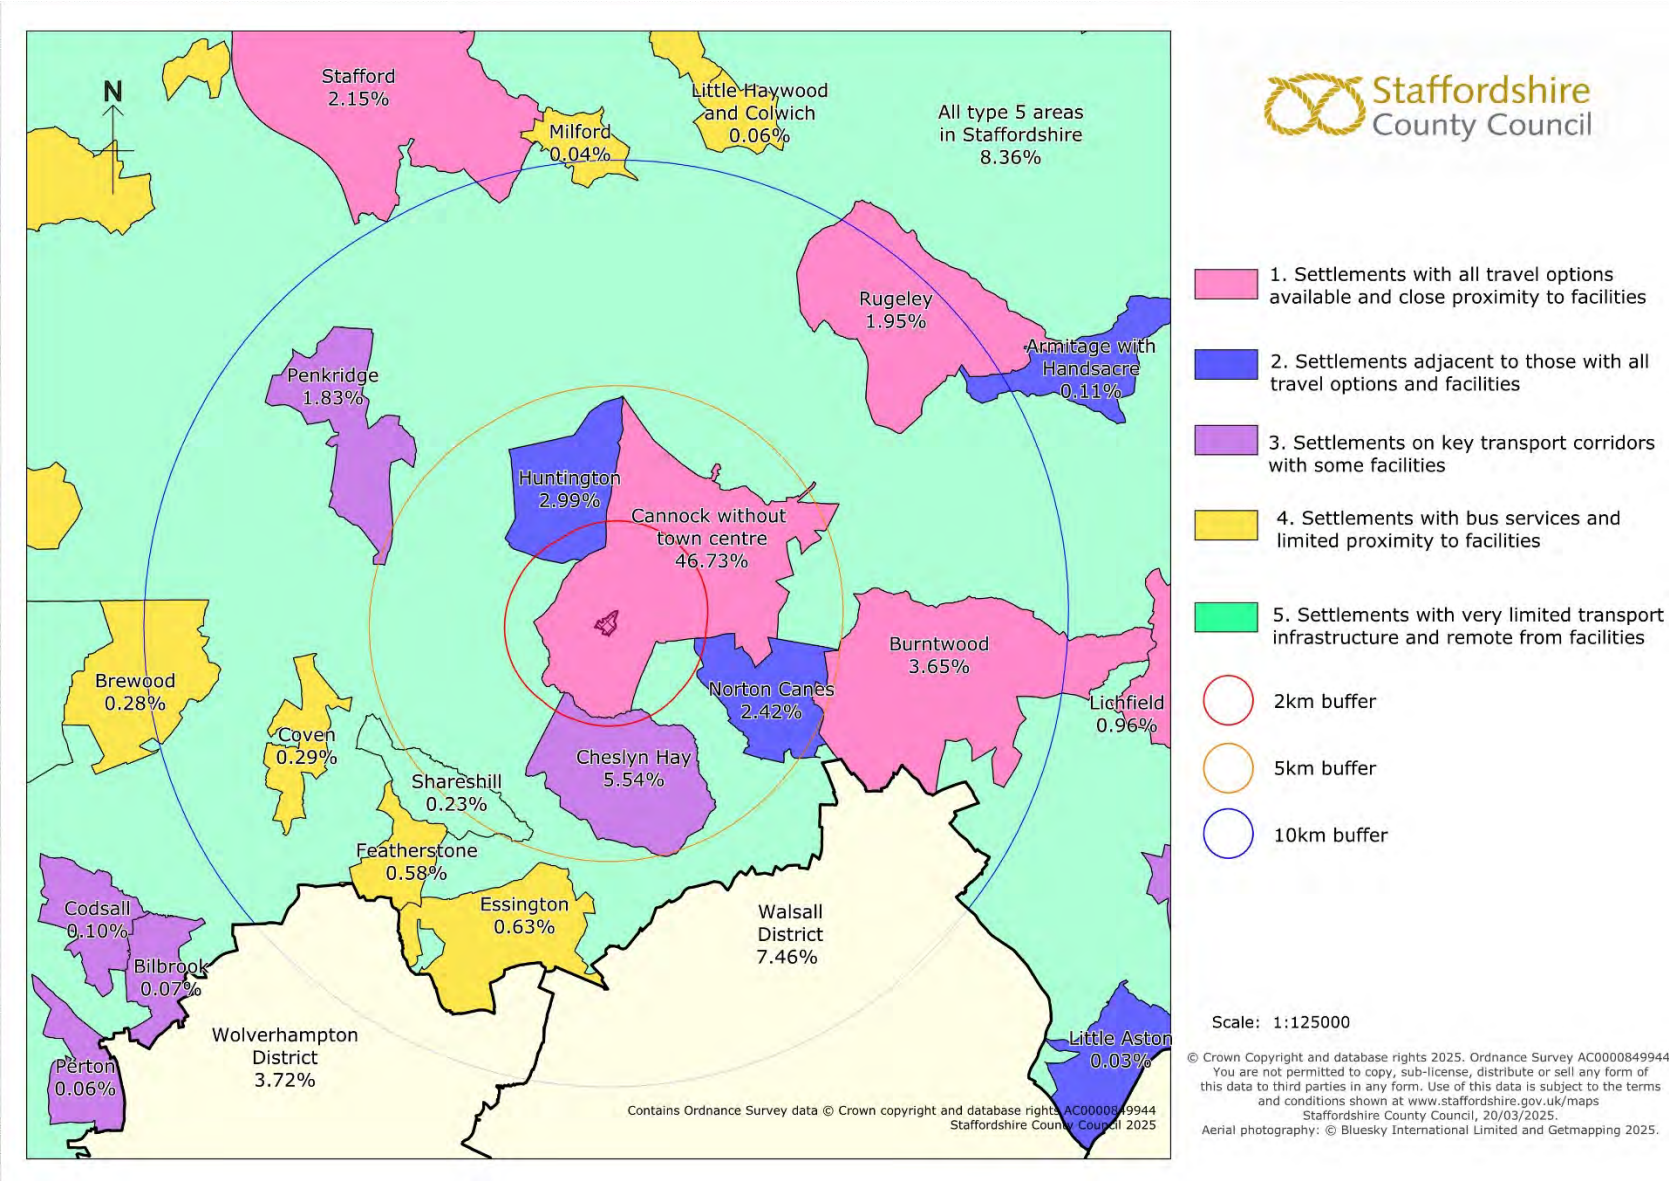 N
Stafford
2.15%
Milford
0.04%
Little Haywood
and Colwich
0.06%
All type 5 areas
in Staffordshire
8.36%
Rugeley
1.95%
Armitage with
Handsacre
0.11%
Penkridge
1.83%
Huntington
2.99%
Cannock without
town centre
46.73%
Brewood
0.28%
Coven
0.29%
Shareshill
0.23%
Norton Canes
2.42%
Burntwood
3.65%
Lichfield
0.96%
Cheslyn Hay
5.54%
Featherstone
0.58%
Essington
0.63%
Codsall
0.10%
Bilbrook
0.07%
Perton
0.06%
Wolverhampton
District
3.72%
Walsall
District
7.46%
Little Aston
0.03%
Contains Ordnance Survey data © Crown copyright and database rights AC0000849944
Staffordshire County Council 2025
Staffordshire
County Council
1. Settlements with all travel options
available and close proximity to facilities
2. Settlements adjacent to those with all
travel options and facilities
3. Settlements on key transport corridors
with some facilities
4. Settlements with bus services and
limited proximity to facilities
5. Settlements with very limited transport
infrastructure and remote from facilities
2km buffer
5km buffer
10km buffer
Scale: 1:125000
© Crown Copyright and database rights 2025. Ordnance Survey AC0000849944
You are not permitted to copy, sub-license, distribute or sell any form of
this data to third parties in any form. Use of this data is subject to the terms
and conditions shown at www.staffordshire.gov.uk/maps
Staffordshire County Council, 20/03/2025.
Aerial photography: © Bluesky International Limited and Getmapping 2025.